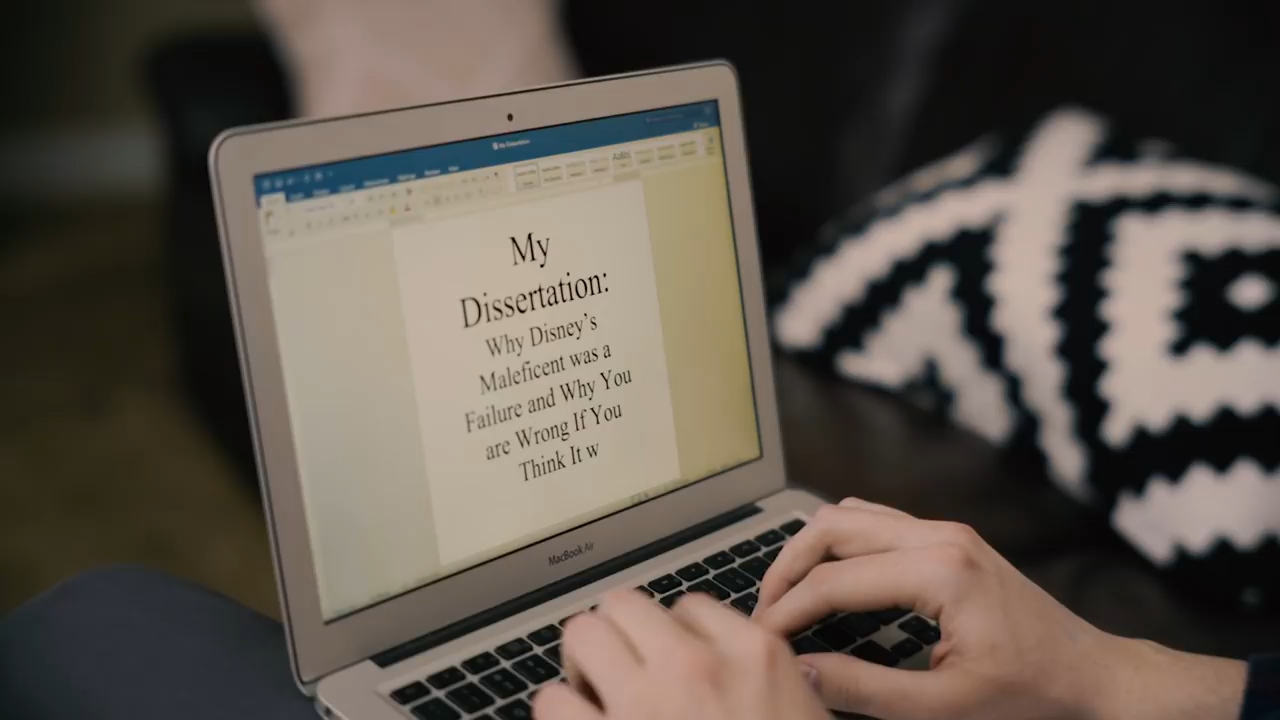 My
Dissertation:
Why Disney's
Maleficent was a
Failure and Why You
are Wrong If You
Think It w
MacBook Air